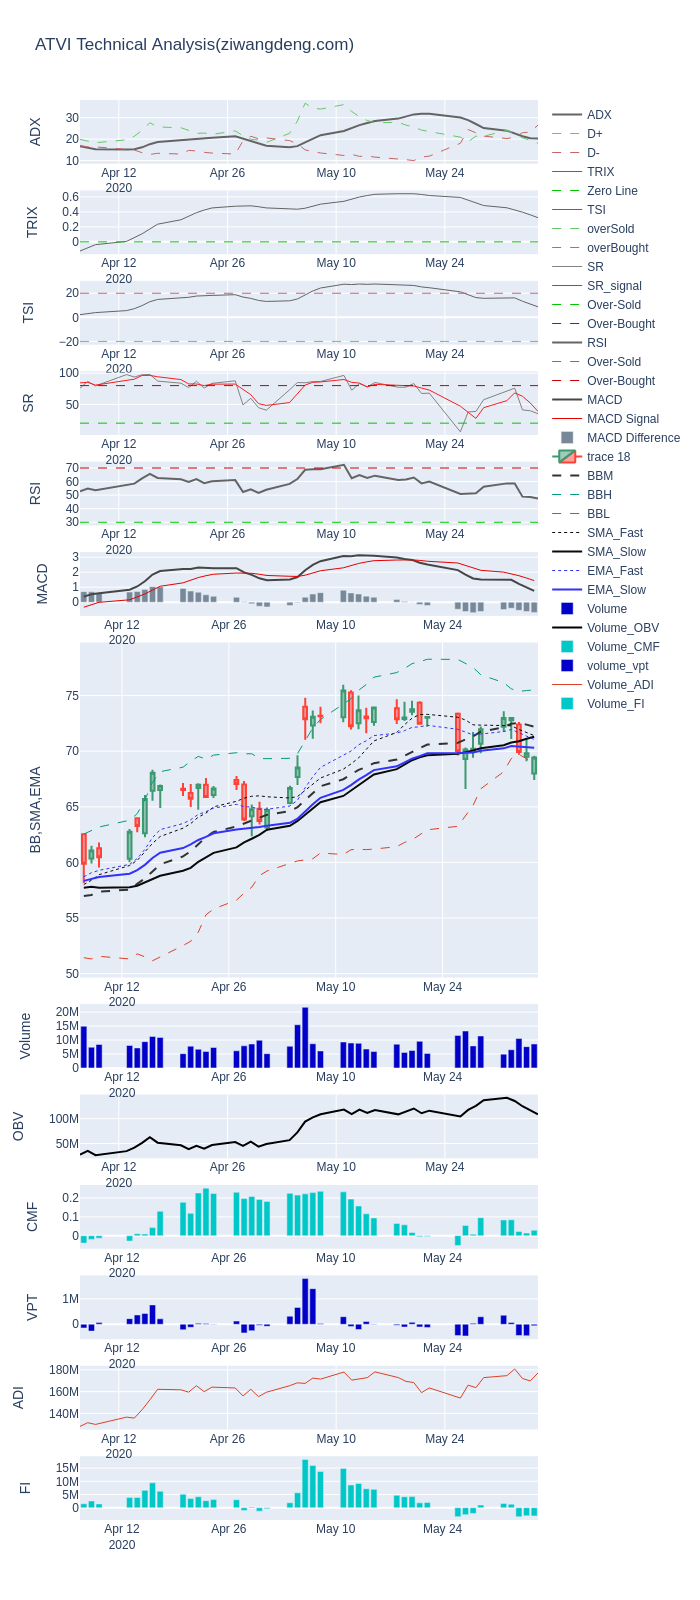 ATVI Technical Analysis(ziwangdeng.com)
ADX
30
20
10
Apr 12
2020
Apr 26
May 10
May 24
TRIX
0.6
0.4
0.2
0
Apr 12
2020
Apr 26
May 10
May 24
TSI
20
0
−20
Apr 12
2020
Apr 26
May 10
May 24
SR
100
50
Apr 12
2020
Apr 26
May 10
May 24
RSI
70
60
50
40
30
Apr 12
2020
Apr 26
May 10
May 24
MACD
3
2
1
0
Apr 12
2020
Apr 26
May 10
May 24
BB,SMA,EMA
75
70
65
60
55
50
Apr 12
2020
Apr 26
May 10
May 24
Volume
20M
15M
10M
5M
0
Apr 12
2020
Apr 26
May 10
May 24
OBV
100M
50M
Apr 12
2020
Apr 26
May 10
May 24
CMF
0.2
0.1
0
Apr 12
2020
Apr 26
May 10
May 24
VPT
1M
0
Apr 12
2020
Apr 26
May 10
May 24
ADI
180M
160M
140M
Apr 12
2020
Apr 26
May 10
May 24
FI
15M
10M
5M
0
Apr 12
2020
Apr 26
May 10
May 24
ADX
D+
D-
TRIX
Zero Line
TSI
overSold
overBought
SR
SR_signal
Over-Sold
Over-Bought
RSI
Over-Sold
Over-Bought
MACD
MACD Signal
MACD Difference
trace 18
BBM
BBH
BBL
SMA_Fast
SMA_Slow
EMA_Fast
EMA_Slow
Volume
Volume_OBV
Volume_CMF
volume_vpt
Volume_ADI
Volume_FI